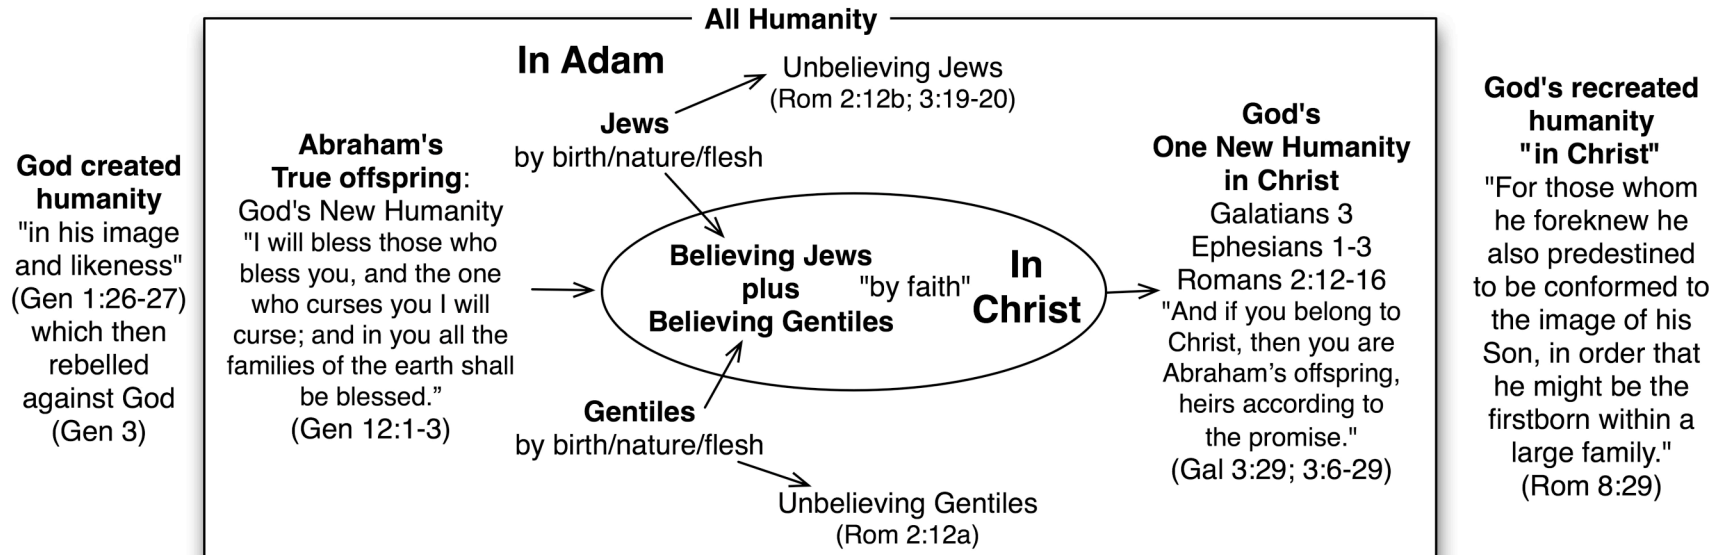 All Humanity
God created
humanity
"in his image
and likeness"
(Gen 1:26-27)
which then
rebelled
against God
(Gen 3)
Abraham's
True offspring:
God's New Humanity
"I will bless those who
bless you, and the one
who curses you I will
curse; and in you all the
families of the earth shall
be blessed.”
(Gen 12:1-3)
In Adam
Unbelieving Jews
(Rom 2:12b; 3:19-20)
Jews
by birth/nature/flesh
Believing Jews
plus
Believing Gentiles
"by faith"
In
Christ
Gentiles
by birth/nature/flesh
Unbelieving Gentiles
(Rom 2:12a)
God's
One New Humanity
in Christ
Galatians 3
Ephesians 1-3
Romans 2:12-16
"And if you belong to
Christ, then you are
Abraham’s offspring,
heirs according to
the promise."
(Gal 3:29; 3:6-29)
God's recreated
humanity
"in Christ"
"For those whom
he foreknew he
also predestined
to be conformed to
the image of his
Son, in order that
he might be the
firstborn within a
large family."
(Rom 8:29)